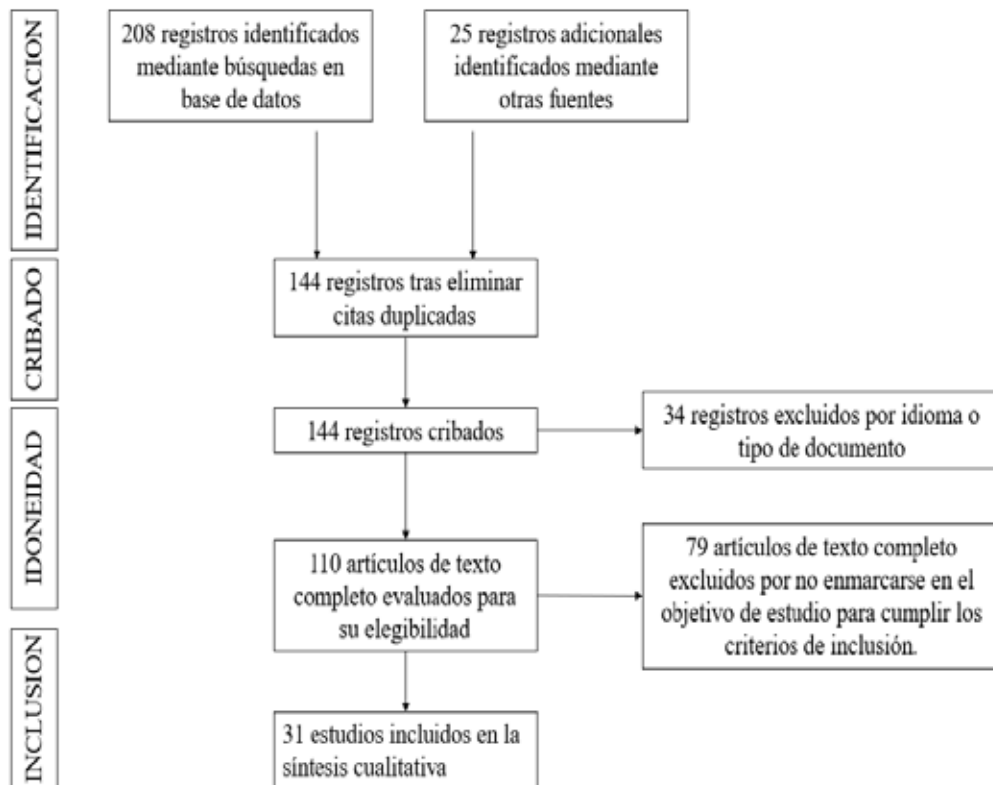 IDENTIFICACION
208 registros identificados
mediante búsquedas en
base de datos
25 registros adicionales
identificados mediante
otras fuentes
CRIBADO
144 registros tras eliminar
citas duplicadas
IDONEIDAD
144 registros cribados
34 registros excluidos por idioma o
tipo de documento
110 artículos de texto
completo evaluados para
su elegibilidad
79 artículos de texto completo
excluidos por no enmarcarse en el
objetivo de estudio para cumplir los
criterios de inclusión.
INCLUSION
31 estudios incluidos en la
síntesis cualitativa